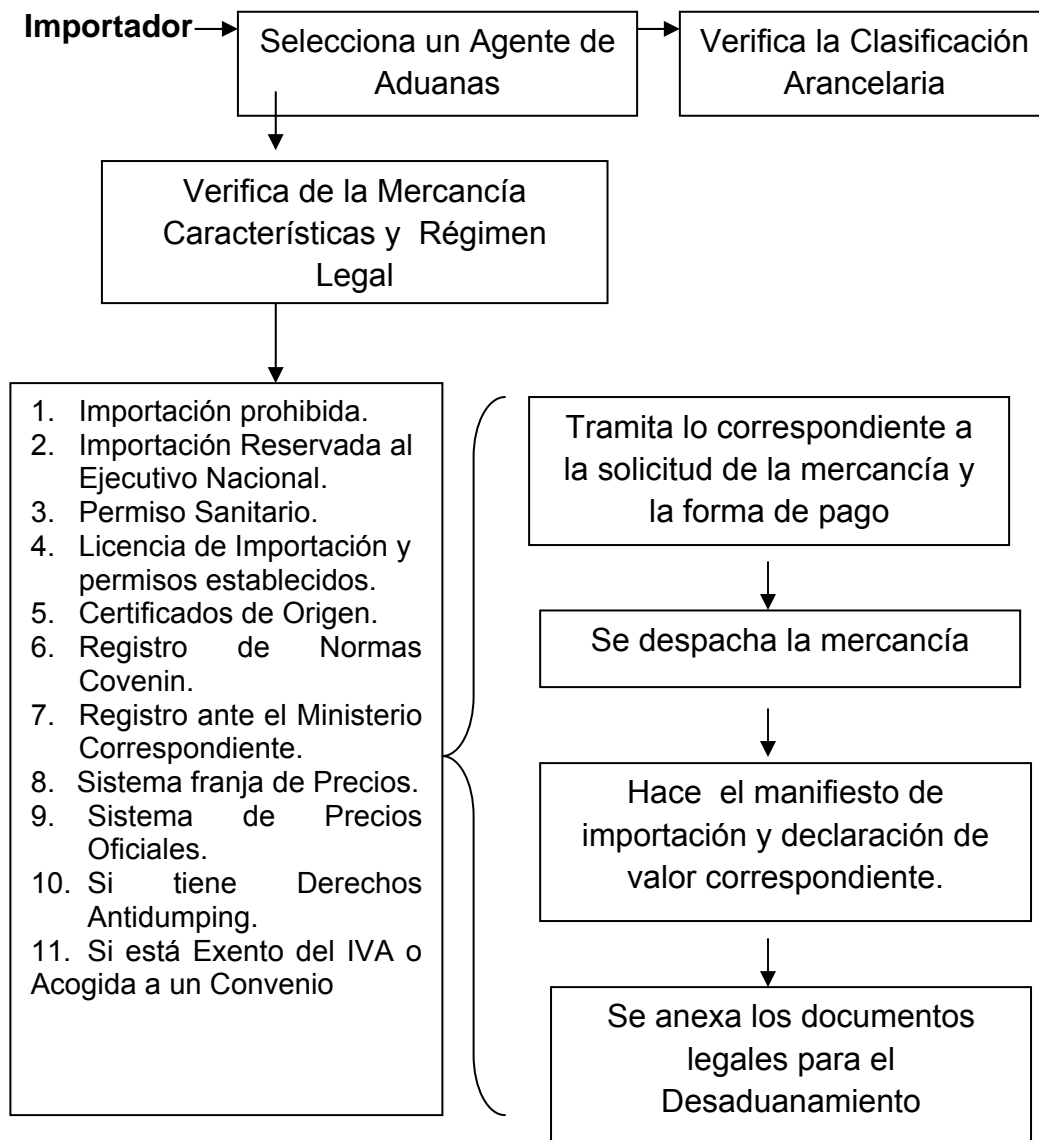 Importador
Selecciona un Agente de
Aduanas
Verifica la Clasificación
Arancelaria
Verifica de la Mercancía
Características y Régimen
Legal
1. Importación prohibida.
2. Importación Reservada al
Ejecutivo Nacional.
3. Permiso Sanitario.
4. Licencia de Importación y
permisos establecidos.
5. Certificados de Origen.
6. Registro de Normas
Covenin.
7. Registro ante el Ministerio
Correspondiente.
8. Sistema franja de Precios.
9. Sistema de Precios
Oficiales.
10. Si tiene Derechos
Antidumping.
11. Si está Exento del IVA o
Acogida a un Convenio
Tramita lo correspondiente a
la solicitud de la mercancía y
la forma de pago
Se despacha la mercancía
Hace el manifiesto de
importación y declaración de
valor correspondiente.
Se anexa los documentos
legales para el
Desaduanamiento